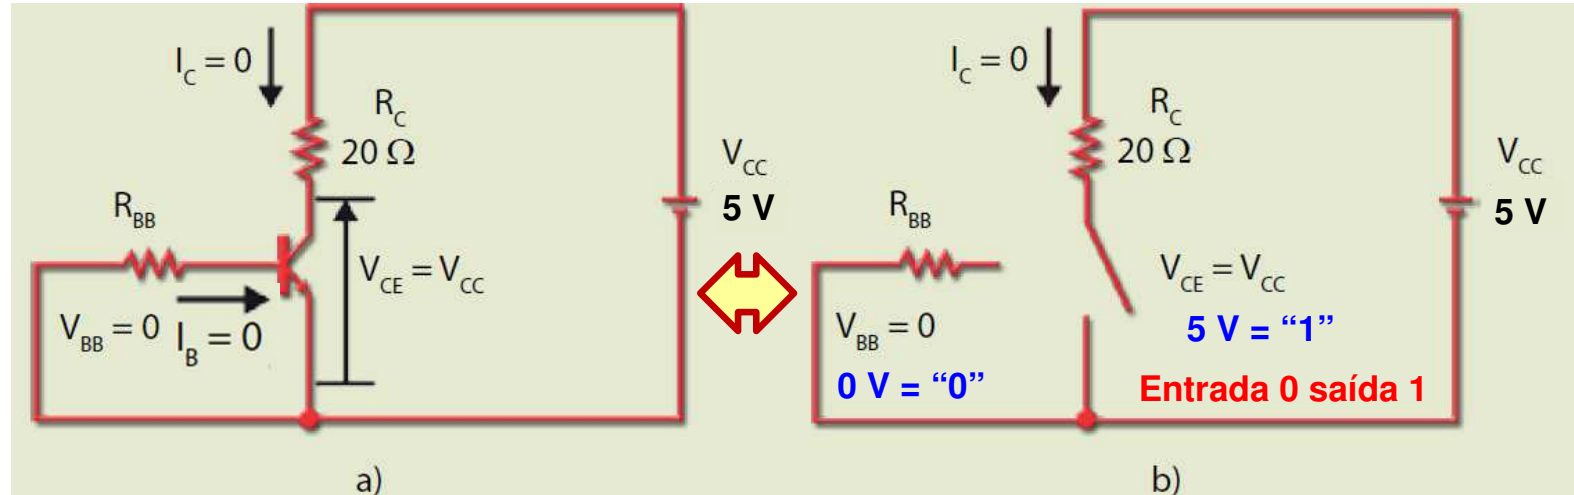 I_C = 0
R_C
20 Ω
V_CC
5 V
R_BB
V_CE = V_CC
V_BB = 0
I_B = 0
a)
I_C = 0
R_C
20 Ω
V_CC
5 V
R_BB
V_CE = V_CC
5 V = “1”
V_BB = 0
0 V = “0”
Entrada 0 saída 1
b)